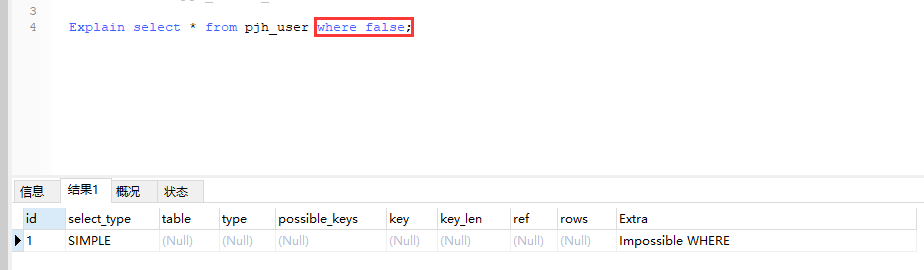 3
4 Explain select * from pjh_user where false;
信息 结果1 概况 状态
id select_type table type possible_keys key key_len ref rows Extra
1 SIMPLE (Null) (Null) (Null) (Null) (Null) (Null) (Null) Impossible WHERE